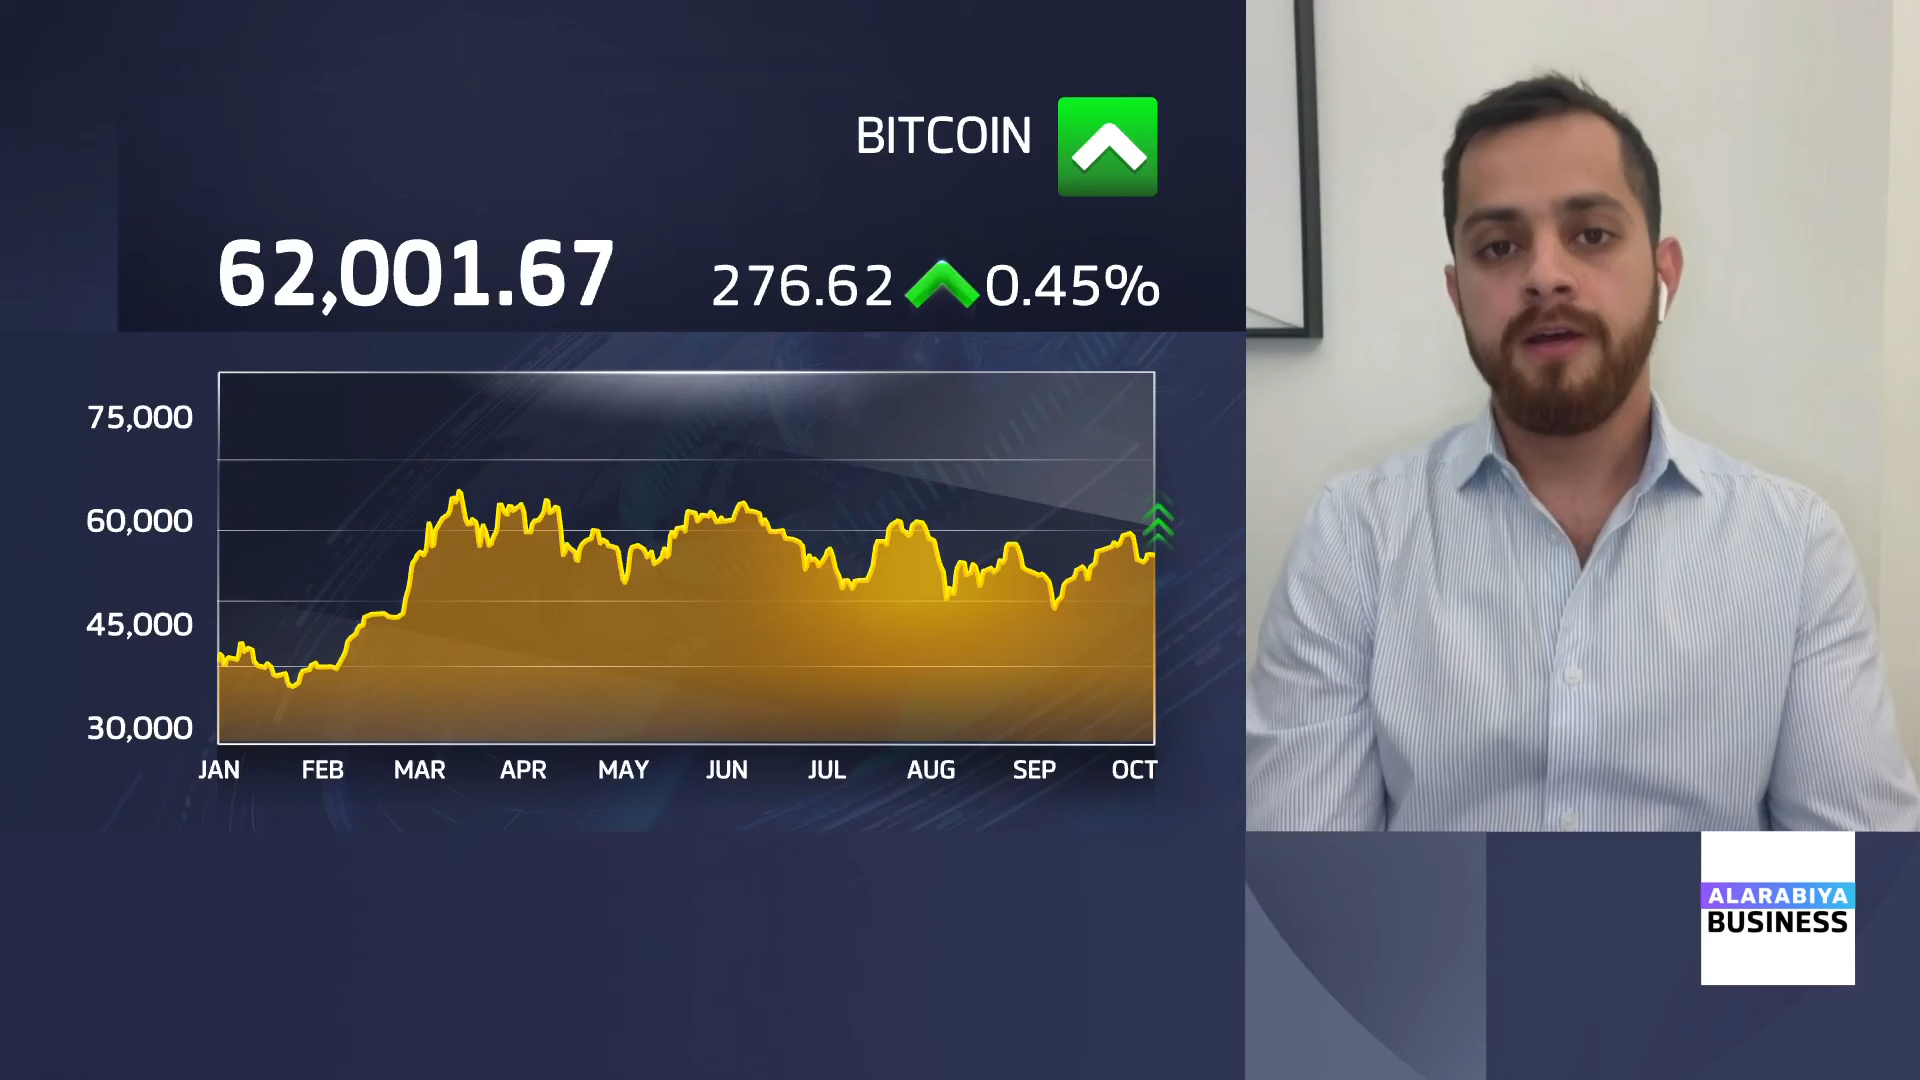 BITCOIN
62,001.67 276.62 0.45%
75,000
60,000
45,000
30,000
JAN FEB MAR APR MAY JUN JUL AUG SEP OCT
ALARABIYA
BUSINESS